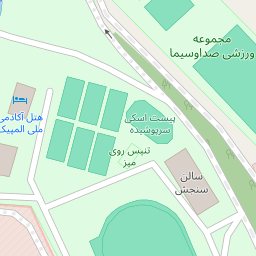 مجموعه
ورزشی صداوسیما
هتل آکادمی
ملی المپیک
پیست اسکی
سرپوشیده
تنیس روی
میز
سالن
سنجش